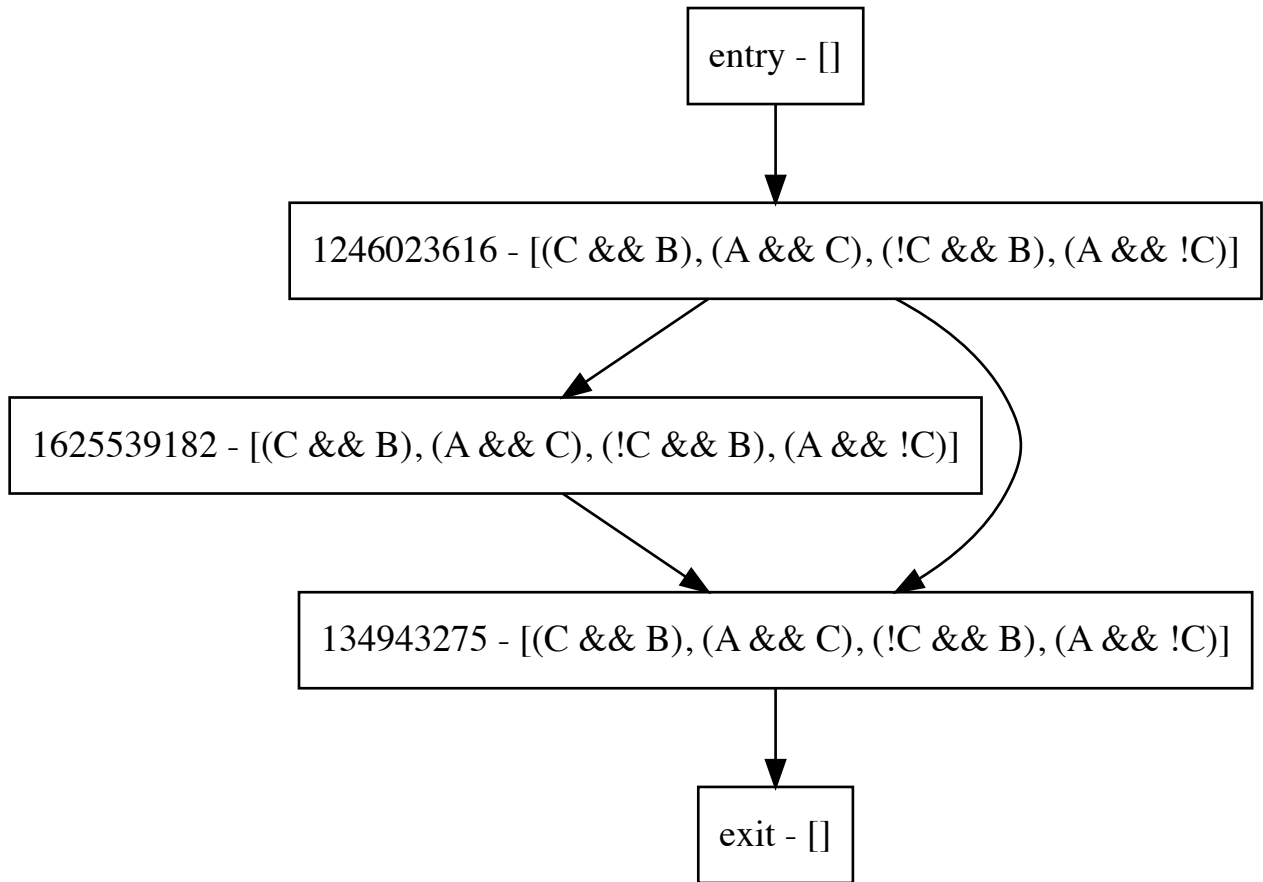 entry - []
1246023616 - [(C && B), (A && C), (!C && B), (A && !C)]
1625539182 - [(C && B), (A && C), (!C && B), (A && !C)]
134943275 - [(C && B), (A && C), (!C && B), (A && !C)]
exit - []